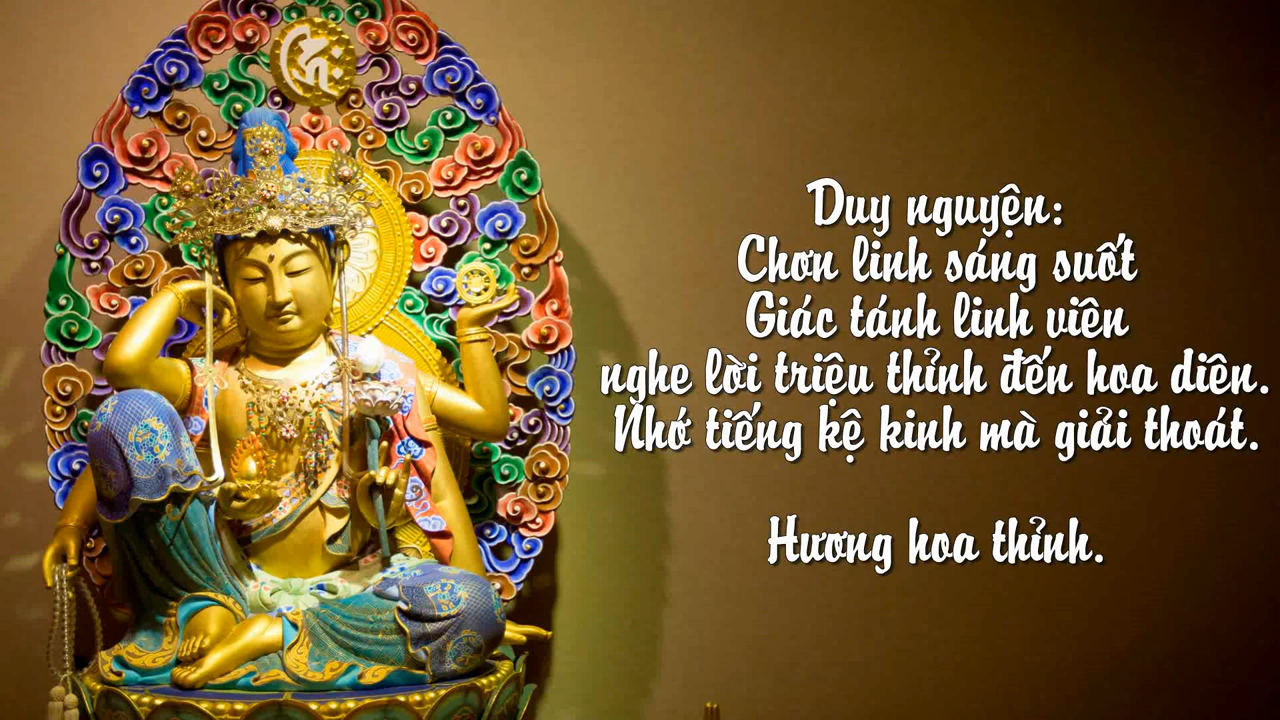 Duy nguyện:
Chơn linh sáng suốt
Giác tánh linh viên
nghe lời triệu thỉnh đến hoa diên.
Nhớ tiếng kệ kinh mà giải thoát.
Hương hoa thỉnh.